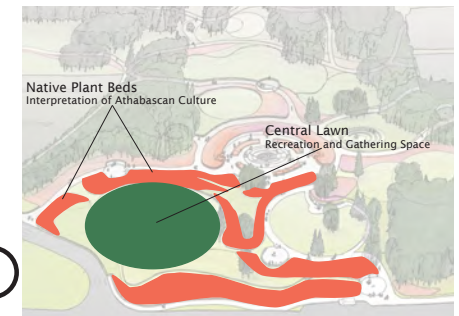 Native Plant Beds
Interpretation of Athabascan Culture
Central Lawn
Recreation and Gathering Space